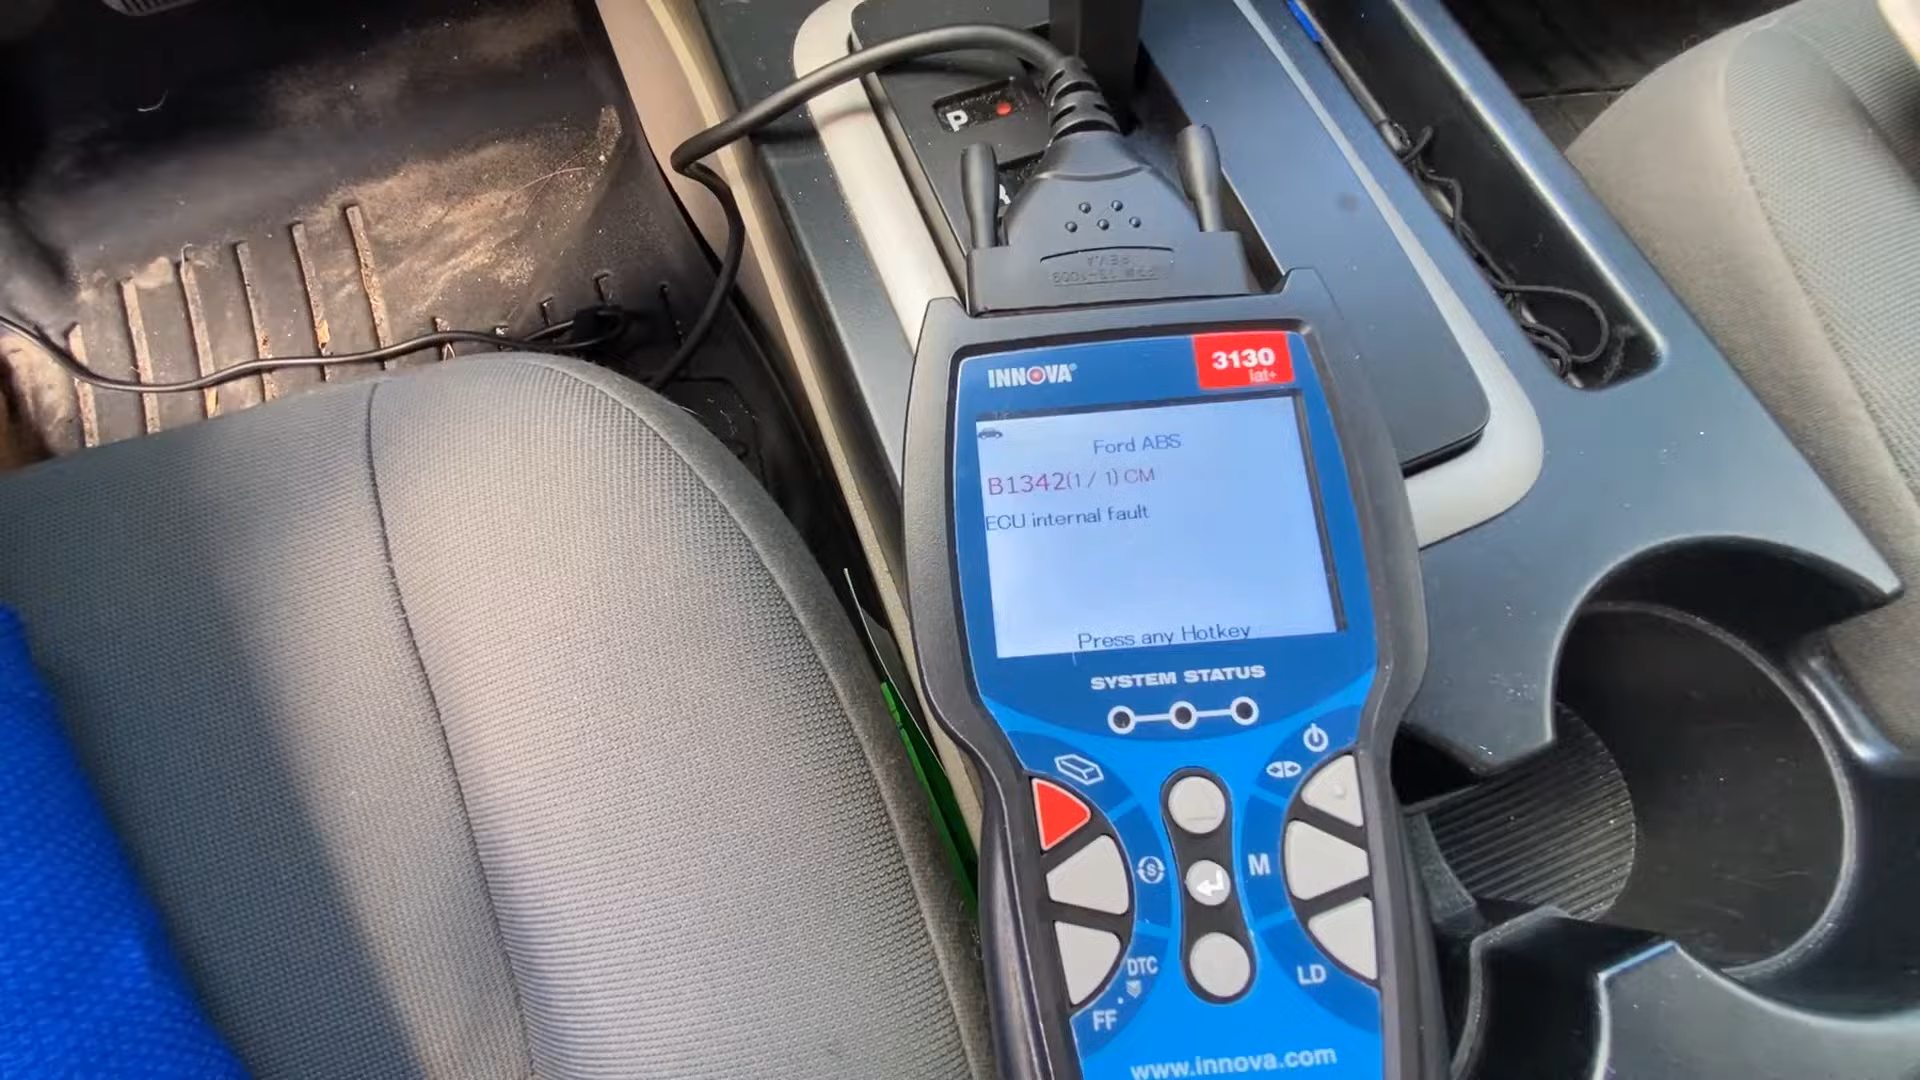 P
INNOVA®
3130
Ford ABS
B1342(1/1) CM
ECU internal fault
Press any Hotkey
SYSTEM STATUS
S
M
DTC
LD
FF
www.innova.com